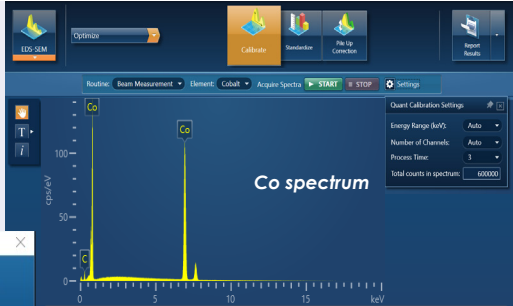 EDS-SEM
Optimize
Calibrate
Standardize
Pile Up
Correction
Report
Results
Routine: Beam Measurement Element: Cobalt Acquire Spectra START STOP Settings
Quant Calibration Settings
Energy Range (keV): Auto
Number of Channels: Auto
Process Time: 3
Total counts in spectrum: 600000
T
i
Co
Co
C
Co spectrum
cps/eV
100
50
0
0 5 10 15 keV